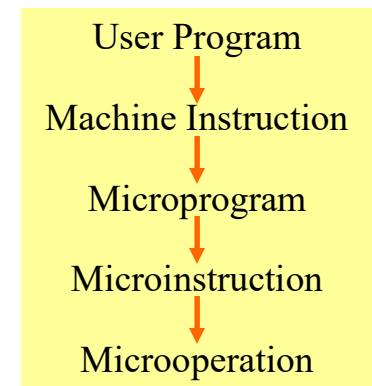 User Program
Machine Instruction
Microprogram
Microinstruction
Microoperation